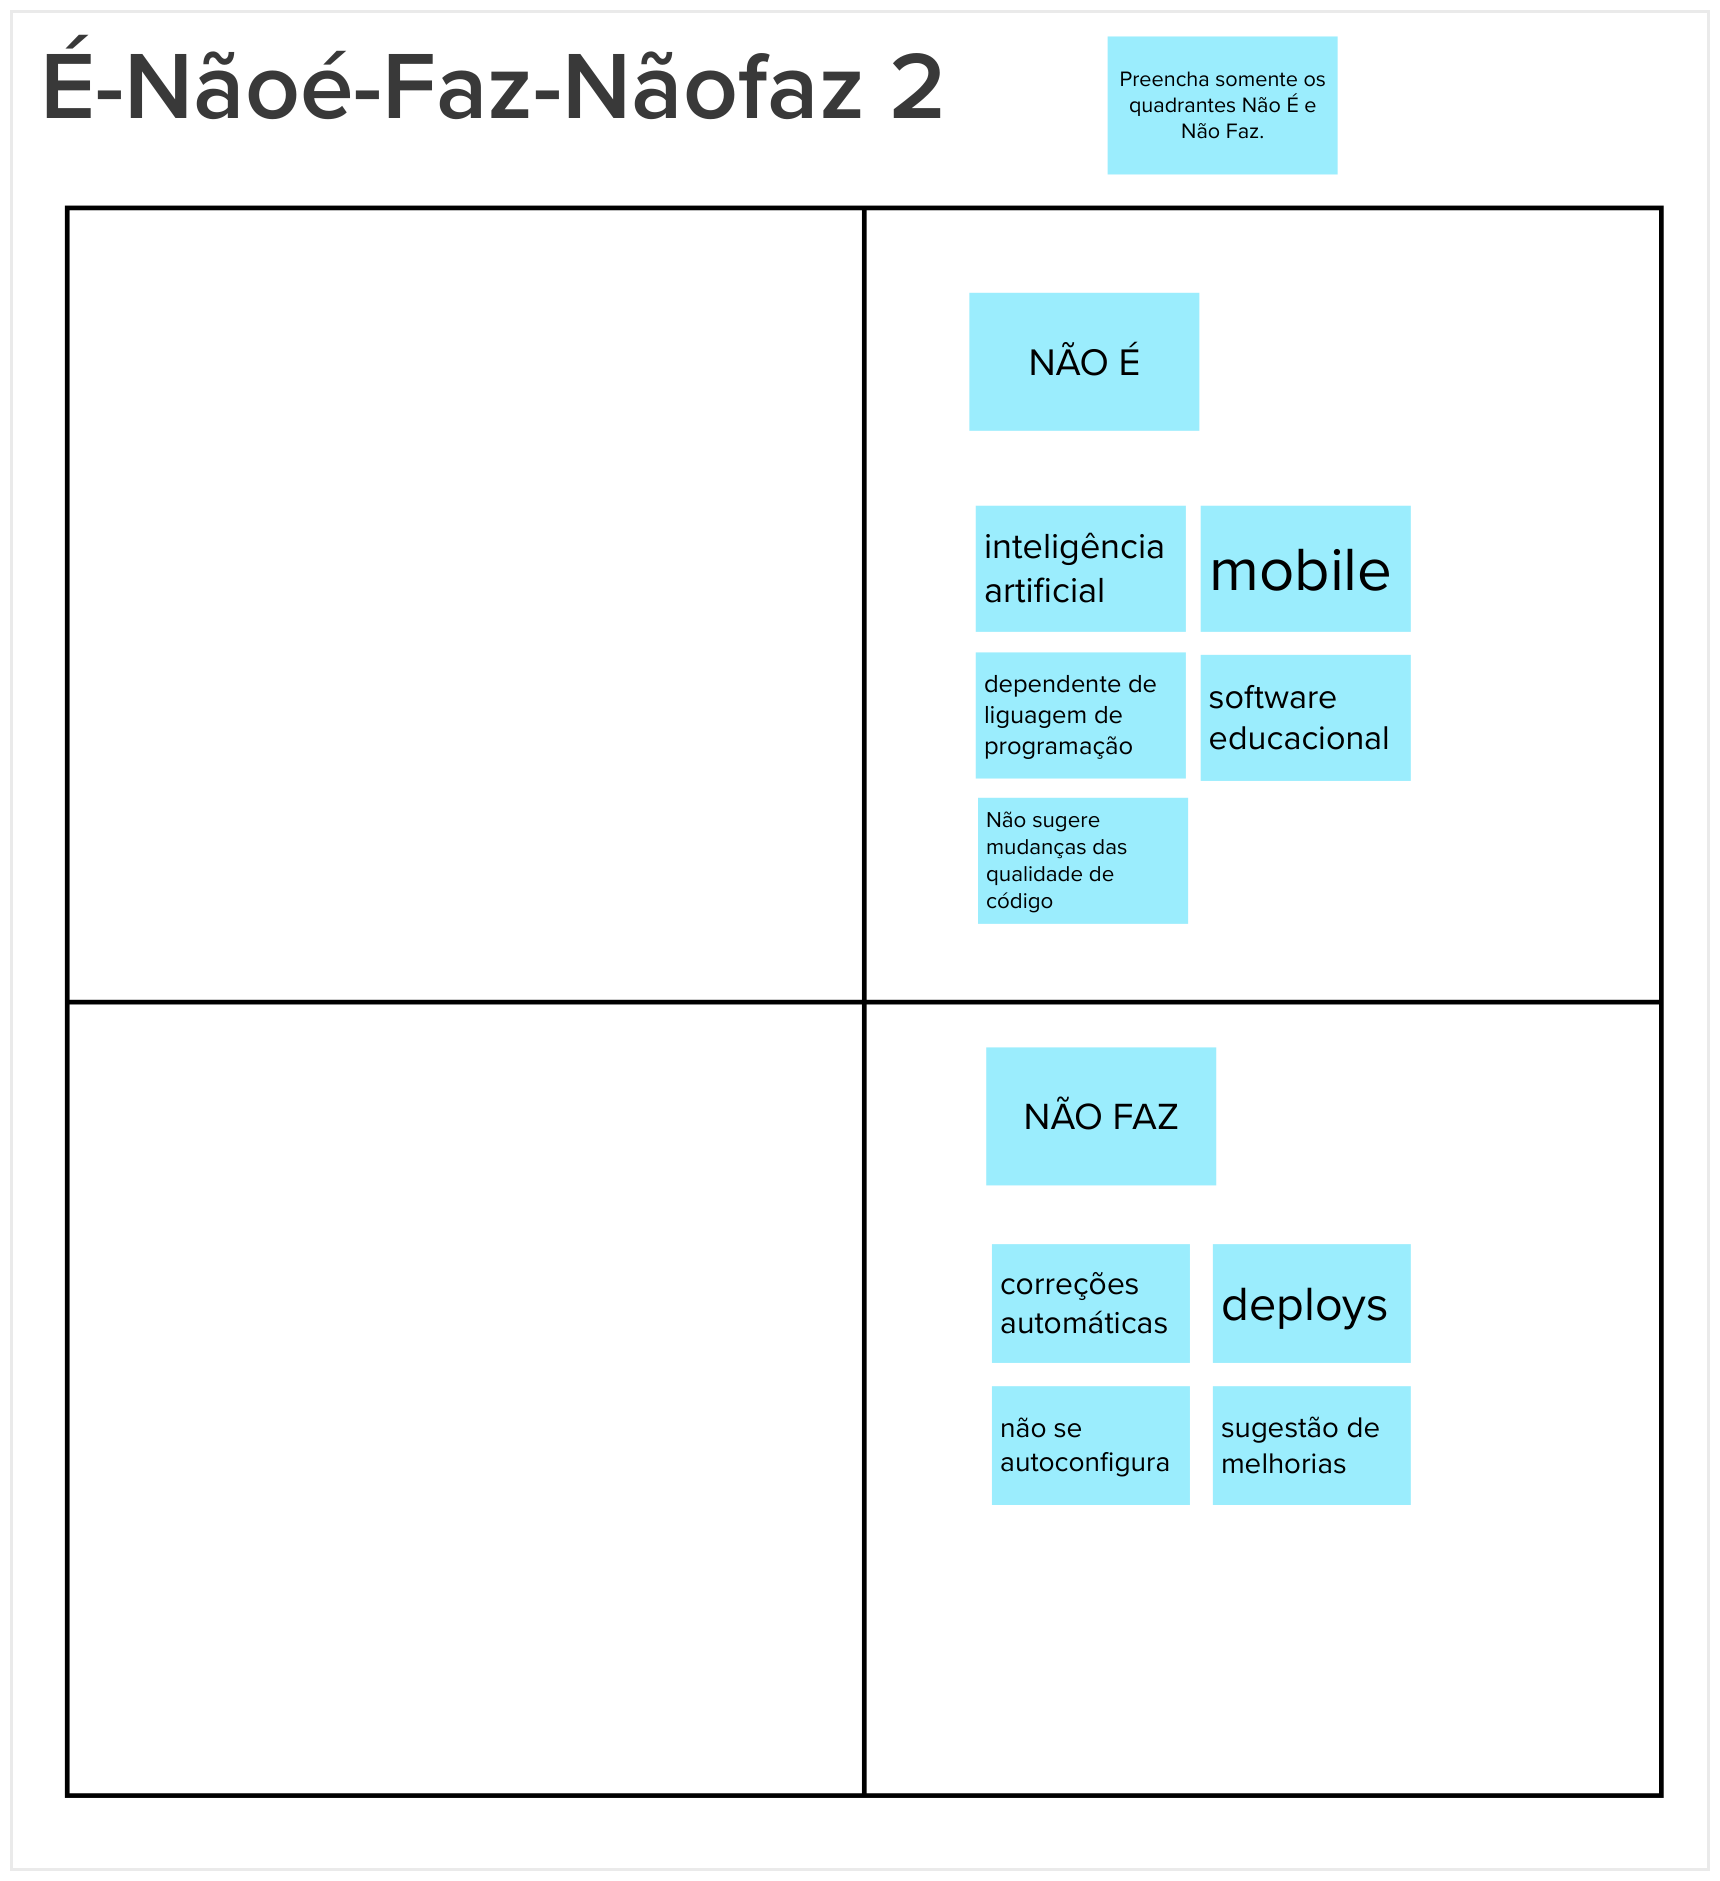 É-Nãoé-Faz-Nãofaz 2
Preencha somente os
quadrantes Não É e
Não Faz.
NÃO É
inteligência
artificial
mobile
dependente de
liguagem de
programação
software
educacional
Não sugere
mudanças das
qualidade de
código
NÃO FAZ
correções
automáticas
deploys
não se
autoconfigura
sugestão de
melhorias